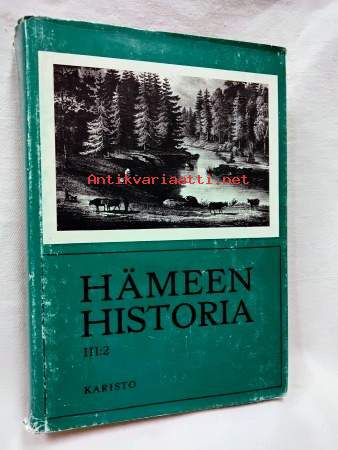 Antikvariaatti.net
HÄMEEN
HISTORIA
III:2
KARISTO